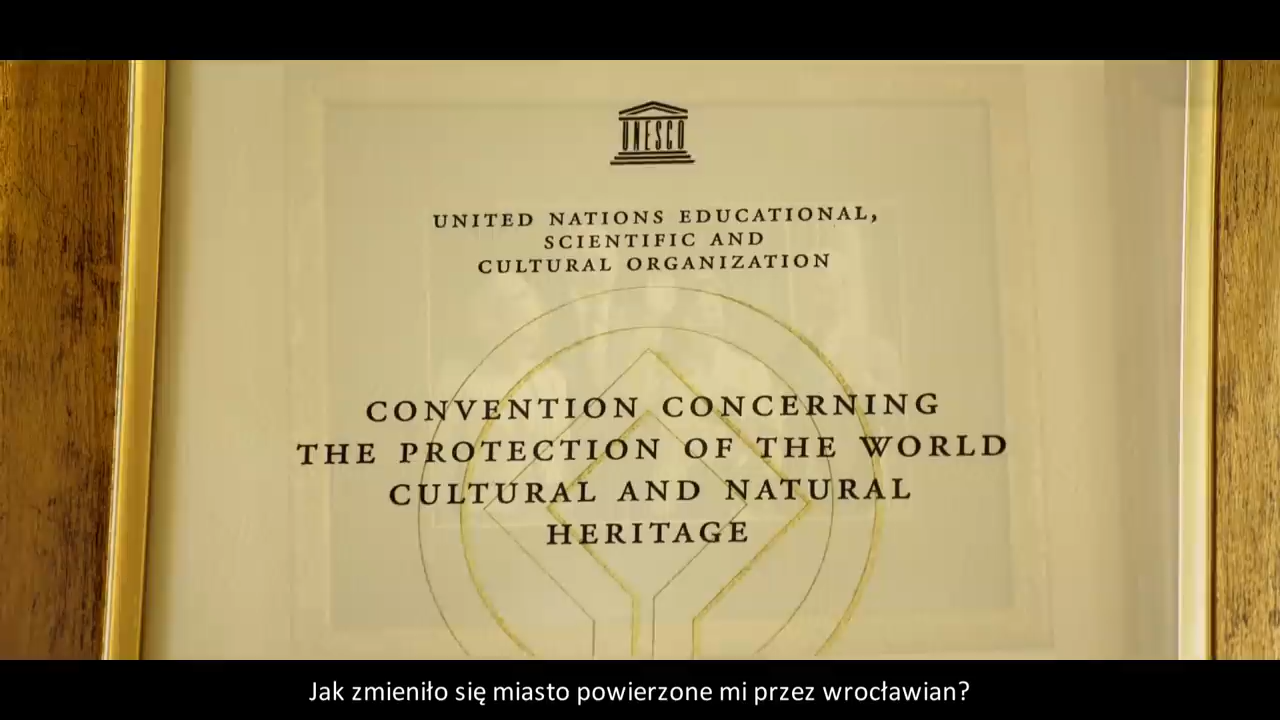 UNESCO
UNITED NATIONS EDUCATIONAL,
SCIENTIFIC AND
CULTURAL ORGANIZATION
CONVENTION CONCERNING
THE PROTECTION OF THE WORLD
CULTURAL AND NATURAL
HERITAGE
Jak zmieniło się miasto powierzone mi przez wrocławian?